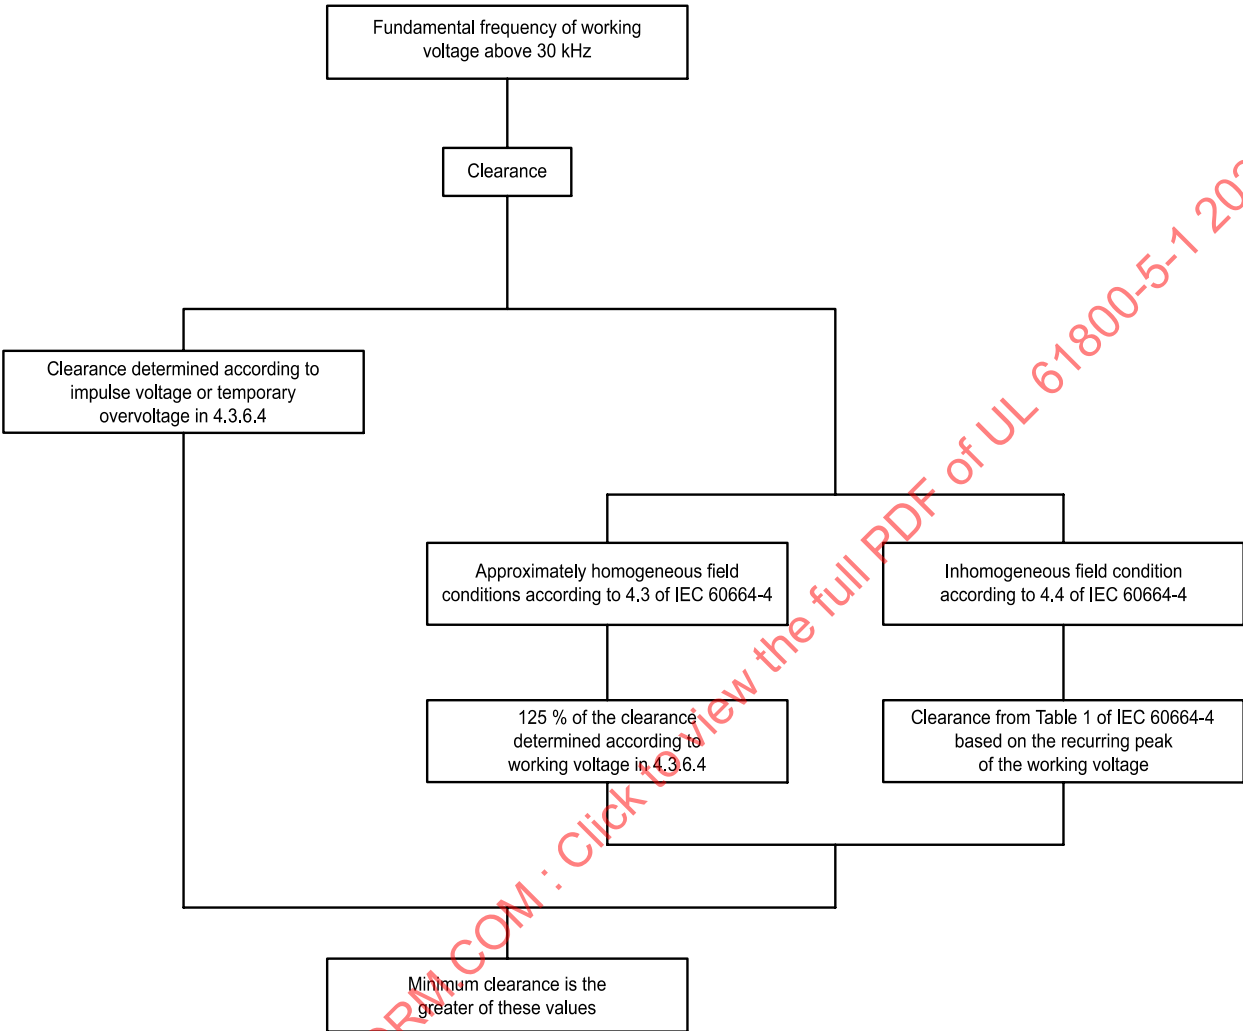 Fundamental frequency of working
voltage above 30 kHz
Clearance
Clearance determined according to
impulse voltage or temporary
overvoltage in 4.3.6.4
Approximately homogeneous field
conditions according to 4.3 of IEC 60664-4
Inhomogeneous field condition
according to 4.4 of IEC 60664-4
125 % of the clearance
determined according to
working voltage in 4.3.6.4
Clearance from Table 1 of IEC 60664-4
based on the recurring peak
of the working voltage
Minimum clearance is the
greater of these values
RM.COM : Click to view the full PDF of UL 61800-5-1 20